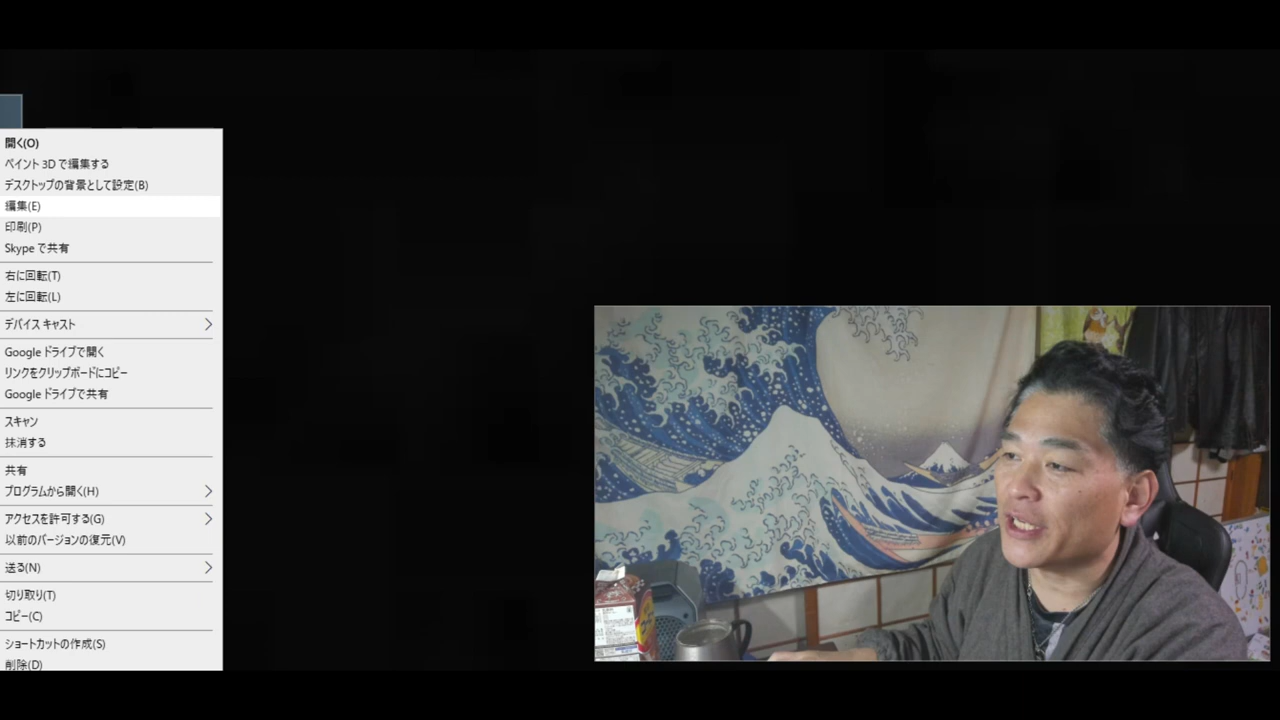 開く(O)
ペイント 3D で編集する
デスクトップの背景として設定(B)
編集(E)
印刷(P)
Skype で共有
右に回転(T)
左に回転(L)
デバイス キャスト
Google ドライブで開く
リンクをクリップボードにコピー
Google ドライブで共有
スキャン
抹消する
共有
プログラムから開く(H)
アクセスを許可する(G)
以前のバージョンの復元(V)
送る(N)
切り取り(T)
コピー(C)
ショートカットの作成(S)
削除(D)